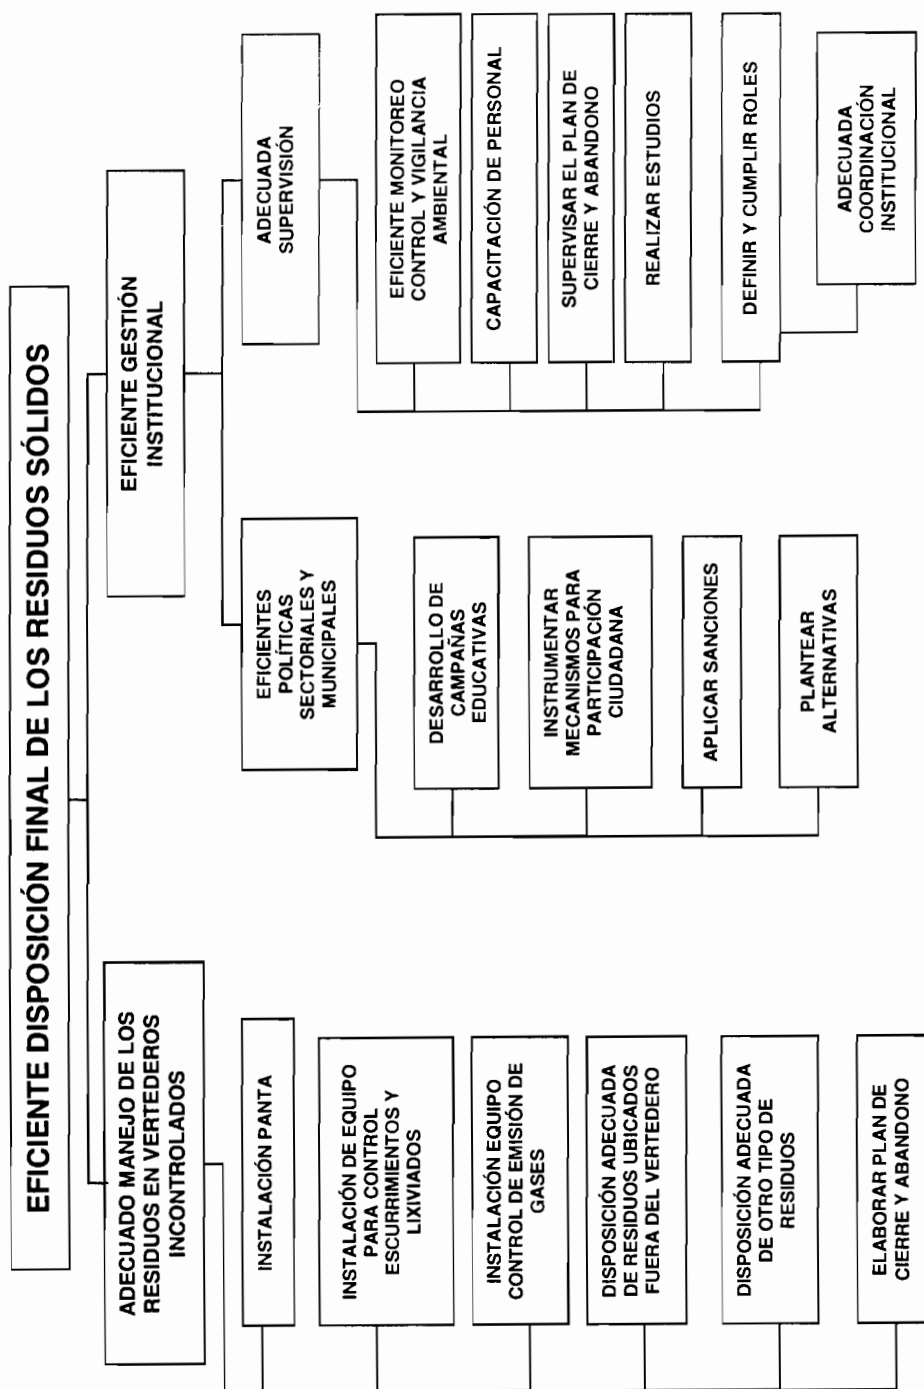 EFICIENTE DISPOSICIÓN FINAL DE LOS RESIDUOS SÓLIDOS
ADECUADO MANEJO DE LOS
RESIDUOS EN VERTEDEROS
INCONTROLADOS
INSTALACIÓN PANTA
INSTALACIÓN DE EQUIPO
PARA CONTROL
ESCURRIMIENTOS Y
LIXIVIADOS
INSTALACIÓN EQUIPO
CONTROL DE EMISIÓN DE
GASES
DISPOSICIÓN ADECUADA
DE RESIDUOS UBICADOS
FUERA DEL VERTEDERO
DISPOSICIÓN ADECUADA
DE OTRO TIPO DE
RESIDUOS
ELABORAR PLAN DE
CIERRE Y ABANDONO
EFICIENTE GESTIÓN
INSTITUCIONAL
EFICIENTES
POLÍTICAS
SECTORIALES Y
MUNICIPALES
DESARROLLO DE
CAMPAÑAS
EDUCATIVAS
INSTRUMENTAR
MECANISMOS PARA
PARTICIPACIÓN
CIUDADANA
APLICAR SANCIONES
PLANTEAR
ALTERNATIVAS
ADECUADA
SUPERVISIÓN
EFICIENTE MONITOREO
CONTROL Y VIGILANCIA
AMBIENTAL
CAPACITACIÓN DE PERSONAL
SUPERVISAR EL PLAN DE
CIERRE Y ABANDONO
REALIZAR ESTUDIOS
DEFINIR Y CUMPLIR ROLES
ADECUADA
COORDINACIÓN
INSTITUCIONAL